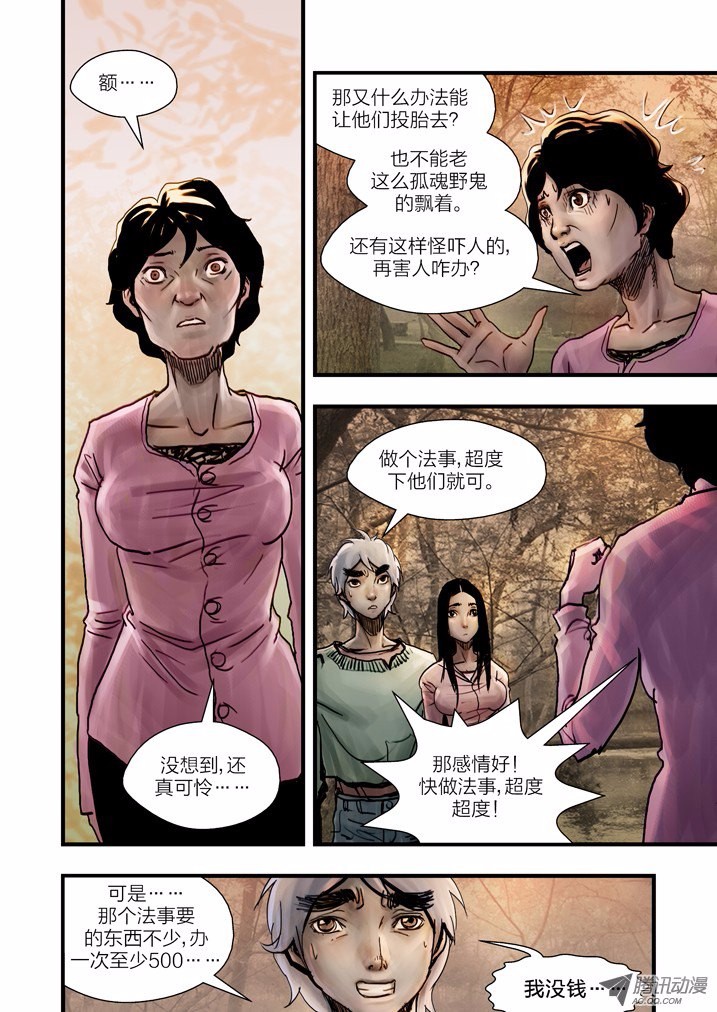 额……
没想到,还
真可怜……
那又什么办法能
让他们投胎去?
也不能老
这么孤魂野鬼
的飘着。
还有这样怪吓人的,
再害人咋办?
做个法事,超度
下他们就可。
那感情好!
快做法事,超度
超度!
可是……
那个法事要
的东西不少,办
一次至少500……
我没钱……
腾讯动漫
AC.QQ.COM